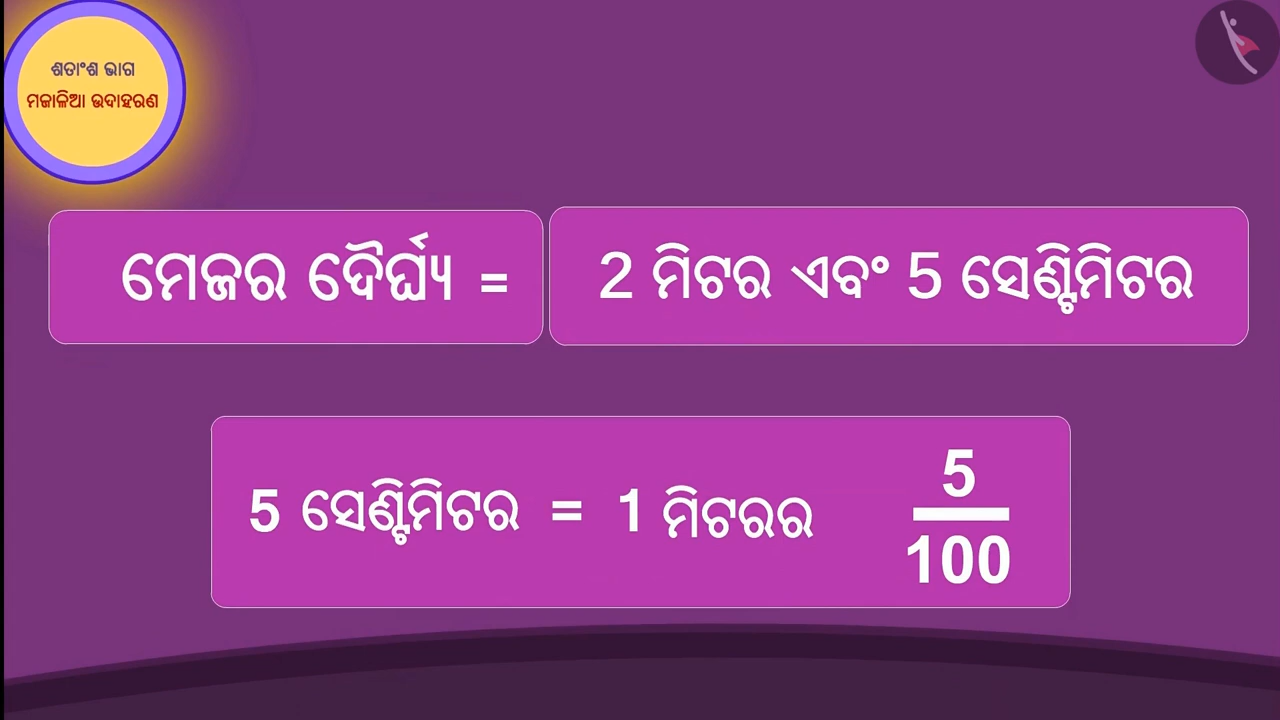 ଶତାଂଶ ଭାଗ
ମଜାଳିଆ ଉଦାହରଣ
ମେଜର ଦୈର୍ଘ୍ୟ = 2 ମିଟର ଏବଂ 5 ସେଣ୍ଟିମିଟର
5 ସେଣ୍ଟିମିଟର = 1 ମିଟରର 5/100